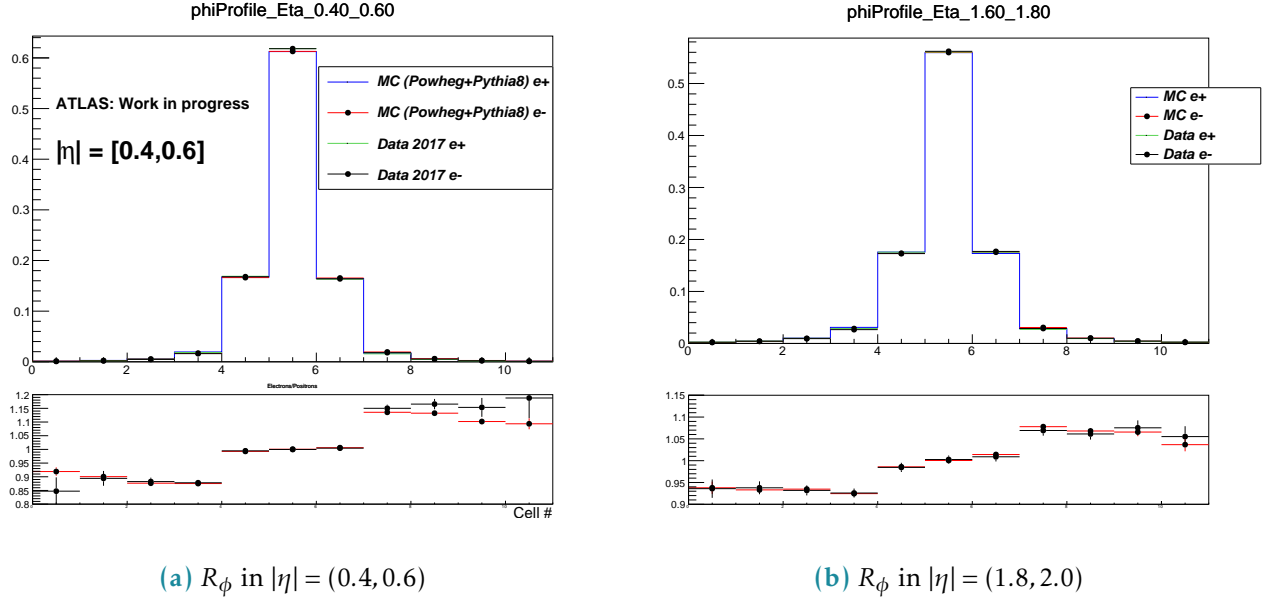 phiProfile_Eta_0.40_0.60
0.6
0.5
0.4
0.3
0.2
0.1
0
0 2 4 6 8 10
ATLAS: Work in progress
|η| = [0.4,0.6]
MC (Powheg+Pythia8) e+
MC (Powheg+Pythia8) e-
Data 2017 e+
Data 2017 e-
Electrons/Positrons
1.2
1.15
1.1
1.05
1
0.95
0.9
0.85
0.8
Cell #
(a) Rϕ in |η| = (0.4, 0.6)
phiProfile_Eta_1.60_1.80
0.5
0.4
0.3
0.2
0.1
0
0 2 4 6 8 10
MC e+
MC e-
Data e+
Data e-
1.15
1.1
1.05
1
0.95
0.9
(b) Rϕ in |η| = (1.8, 2.0)